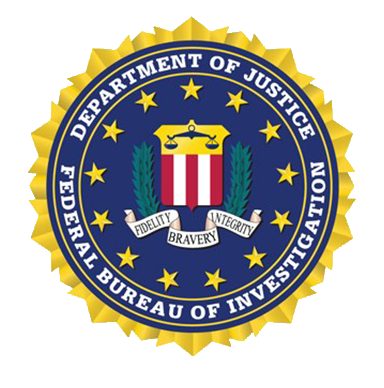 DEPARTMENT OF JUSTICE
FIDELITY
BRAVERY
INTEGRITY
FEDERAL BUREAU OF INVESTIGATION